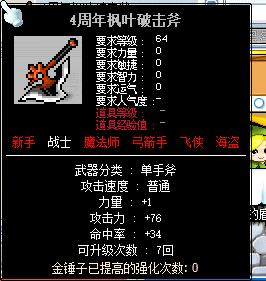 4周年枫叶破击斧
要求等级： 64
要求力量： 0
要求敏捷： 0
要求智力： 0
要求运气： 0
要求人气度： -
道具等级： -
道具经验值： -
新手 战士 魔法师 弓箭手 飞侠 海盗
武器分类 : 单手斧
攻击速度 : 普通
力量 : +1
攻击力 : +76
命中率 : +34
可升级次数 : 7回
金锤子已提高的强化次数: 0